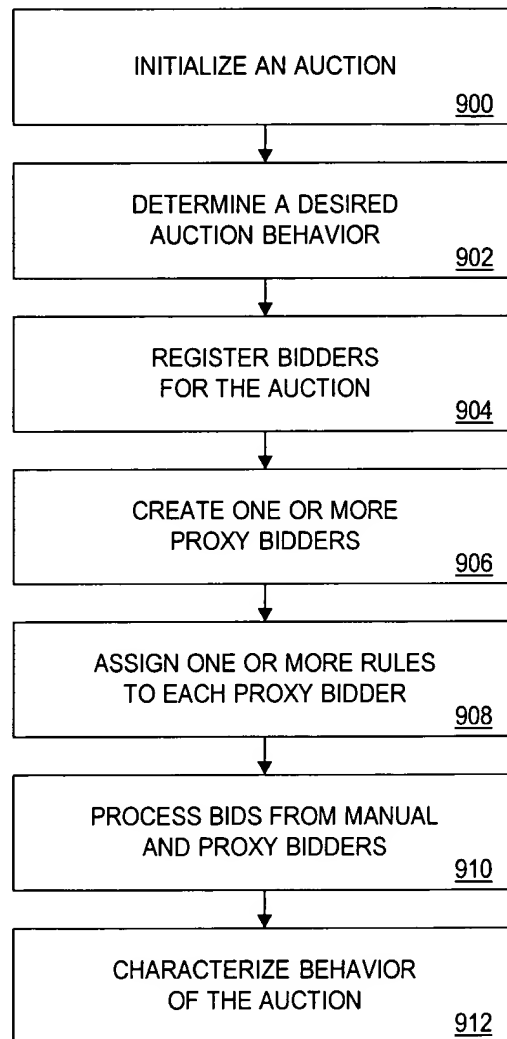 INITIALIZE AN AUCTION
900
DETERMINE A DESIRED
AUCTION BEHAVIOR
902
REGISTER BIDDERS
FOR THE AUCTION
904
CREATE ONE OR MORE
PROXY BIDDERS
906
ASSIGN ONE OR MORE RULES
TO EACH PROXY BIDDER
908
PROCESS BIDS FROM MANUAL
AND PROXY BIDDERS
910
CHARACTERIZE BEHAVIOR
OF THE AUCTION
912